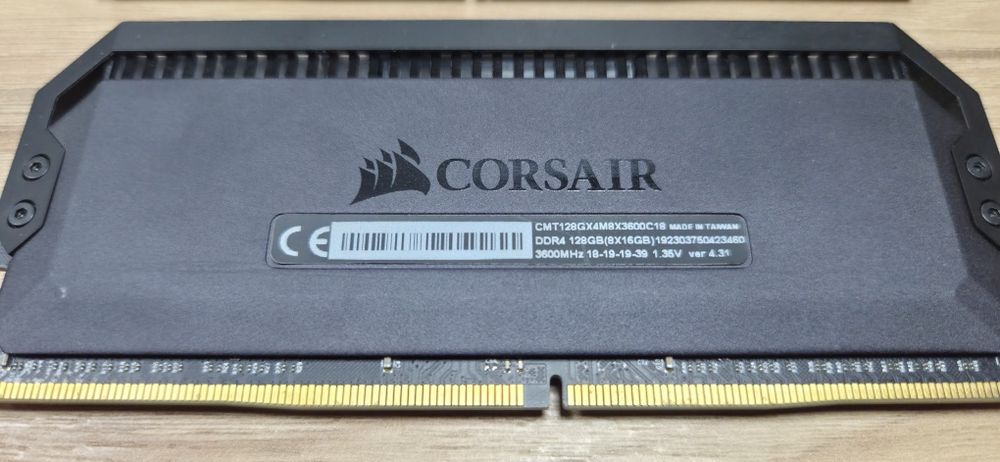 CORSAIR
CE
CMT128GX4M8X3600C18 MADE IN TAIWAN
DDR4 128GB(8X16GB)192303750423460
3600MHz 18-19-19-39 1.35V ver 4.31